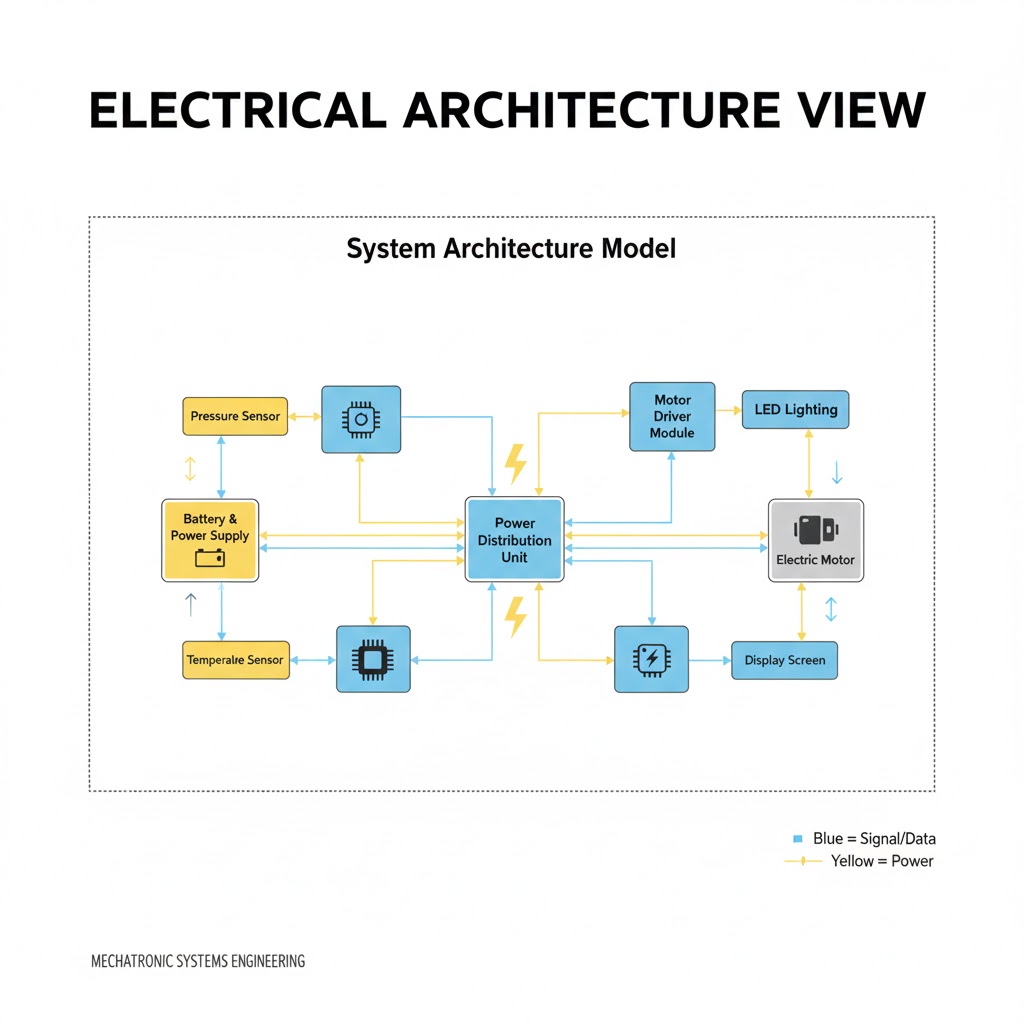 ELECTRICAL ARCHITECTURE VIEW
System Architecture Model
Pressure Sensor
Motor
Driver
Module
LED Lighting
Battery &
Power Supply
Power
Distribution
Unit
Electric Motor
Temperalre Sensor
Display Screen
Blue = Signal/Data
Yellow = Power
MECHATRONIC SYSTEMS ENGINEERING